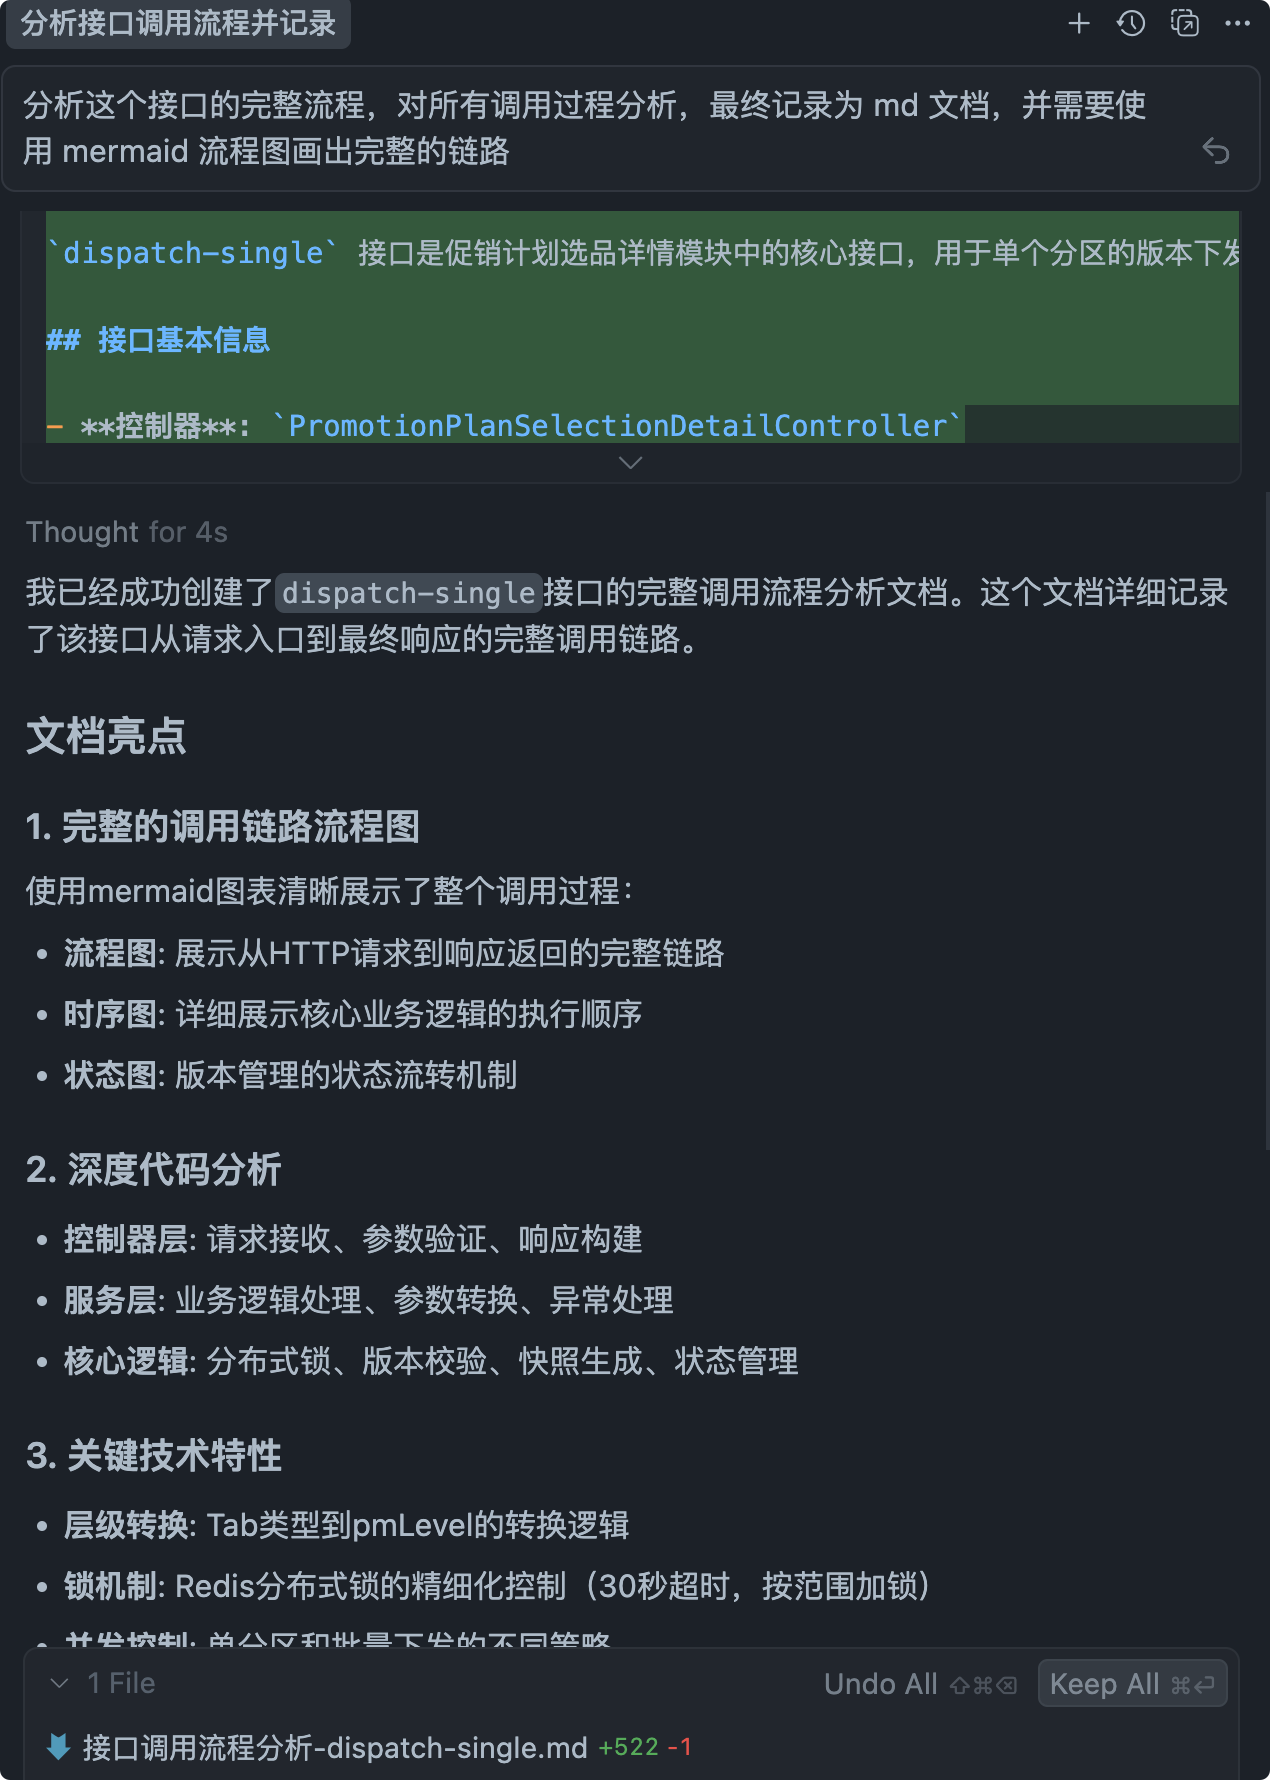 分析接口调用流程并记录
分析这个接口的完整流程，对所有调用过程分析，最终记录为 md 文档，并需要使
用 mermaid 流程图画出完整的链路
`dispatch-single` 接口是促销计划选品详情模块中的核心接口，用于单个分区的版本下发
## 接口基本信息
- **控制器**: `PromotionPlanSelectionDetailController`
Thought for 4s
我已经成功创建了dispatch-single接口的完整调用流程分析文档。这个文档详细记录
了该接口从请求入口到最终响应的完整调用链路。
文档亮点
1. 完整的调用链路流程图
使用mermaid图表清晰展示了整个调用过程：
• 流程图: 展示从HTTP请求到响应返回的完整链路
• 时序图: 详细展示核心业务逻辑的执行顺序
• 状态图: 版本管理的状态流转机制
2. 深度代码分析
• 控制器层: 请求接收、参数验证、响应构建
• 服务层: 业务逻辑处理、参数转换、异常处理
• 核心逻辑: 分布式锁、版本校验、快照生成、状态管理
3. 关键技术特性
• 层级转换: Tab类型到pmLevel的转换逻辑
• 锁机制: Redis分布式锁的精细化控制（30秒超时，按范围加锁）
• 并发控制: 单分区和批量下发的不同策略
1 File
Undo All ⇧⌘⌫
Keep All ⌘⏎
接口调用流程分析-dispatch-single.md +522 -1